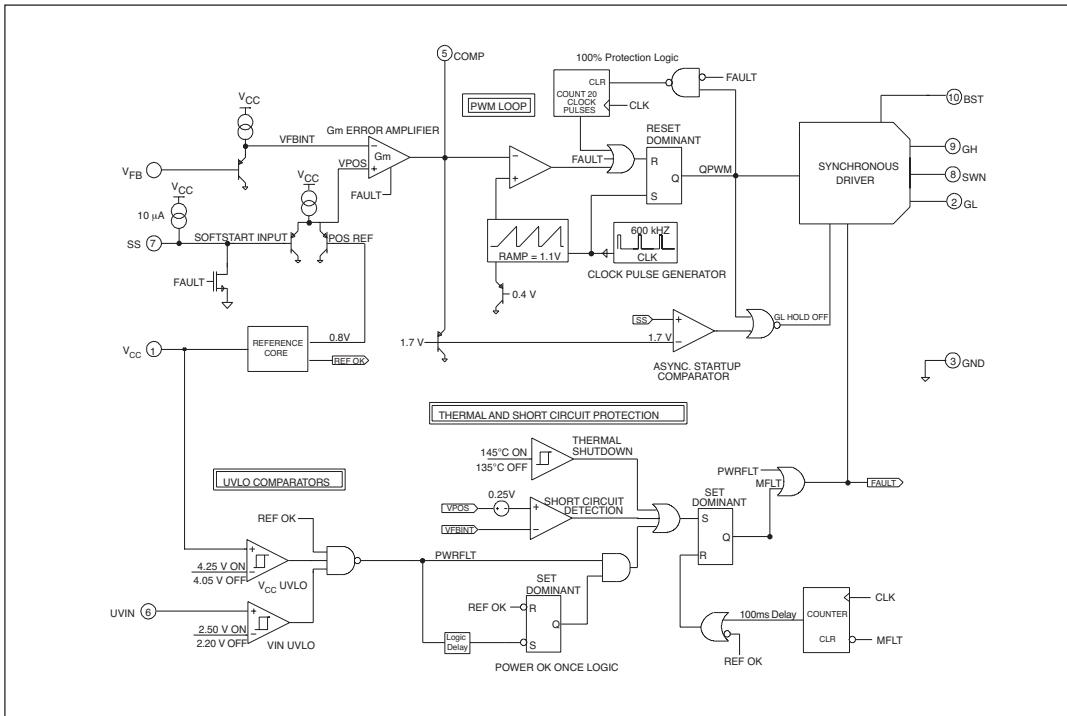 5 COMP
100% Protection Logic
CLR
FAULT
COUNT 20
CLOCK
PULSES
CLK
VCC
PWM LOOP
10 BST
Gm ERROR AMPLIFIER
VFBINT
−
Gm
+
VPOS
FAULT
VFB
VCC
VCC
10 µA
SS 7
SOFTSTART INPUT
POS REF
FAULT
−
+
FAULT
RESET
DOMINANT
R
Q
S
QPWM
SYNCHRONOUS
DRIVER
9 GH
8 SWN
2 GL
RAMP = 1.1V
600 kHZ
CLK
CLOCK PULSE GENERATOR
0.4 V
VCC 1
REFERENCE
CORE
0.8V
REF OK
1.7 V
SS
+
−
1.7 V
GL HOLD OFF
ASYNC. STARTUP
COMPARATOR
3 GND
THERMAL AND SHORT CIRCUIT PROTECTION
145°C ON
135°C OFF
THERMAL
SHUTDOWN
UVLO COMPARATORS
0.25V
+ -
VPOS
VFBINT
+
−
SHORT CIRCUIT
DETECTION
SET
DOMINANT
S
Q
R
PWRFLT
MFLT
FAULT
REF OK
+
−
4.25 V ON
4.05 V OFF
VCC UVLO
PWRFLT
UVIN 6
+
−
2.50 V ON
2.20 V OFF
VIN UVLO
SET
DOMINANT
REF OK
R
Q
S
Logic
Delay
POWER OK ONCE LOGIC
100ms Delay
REF OK
COUNTER
CLR
CLK
MFLT